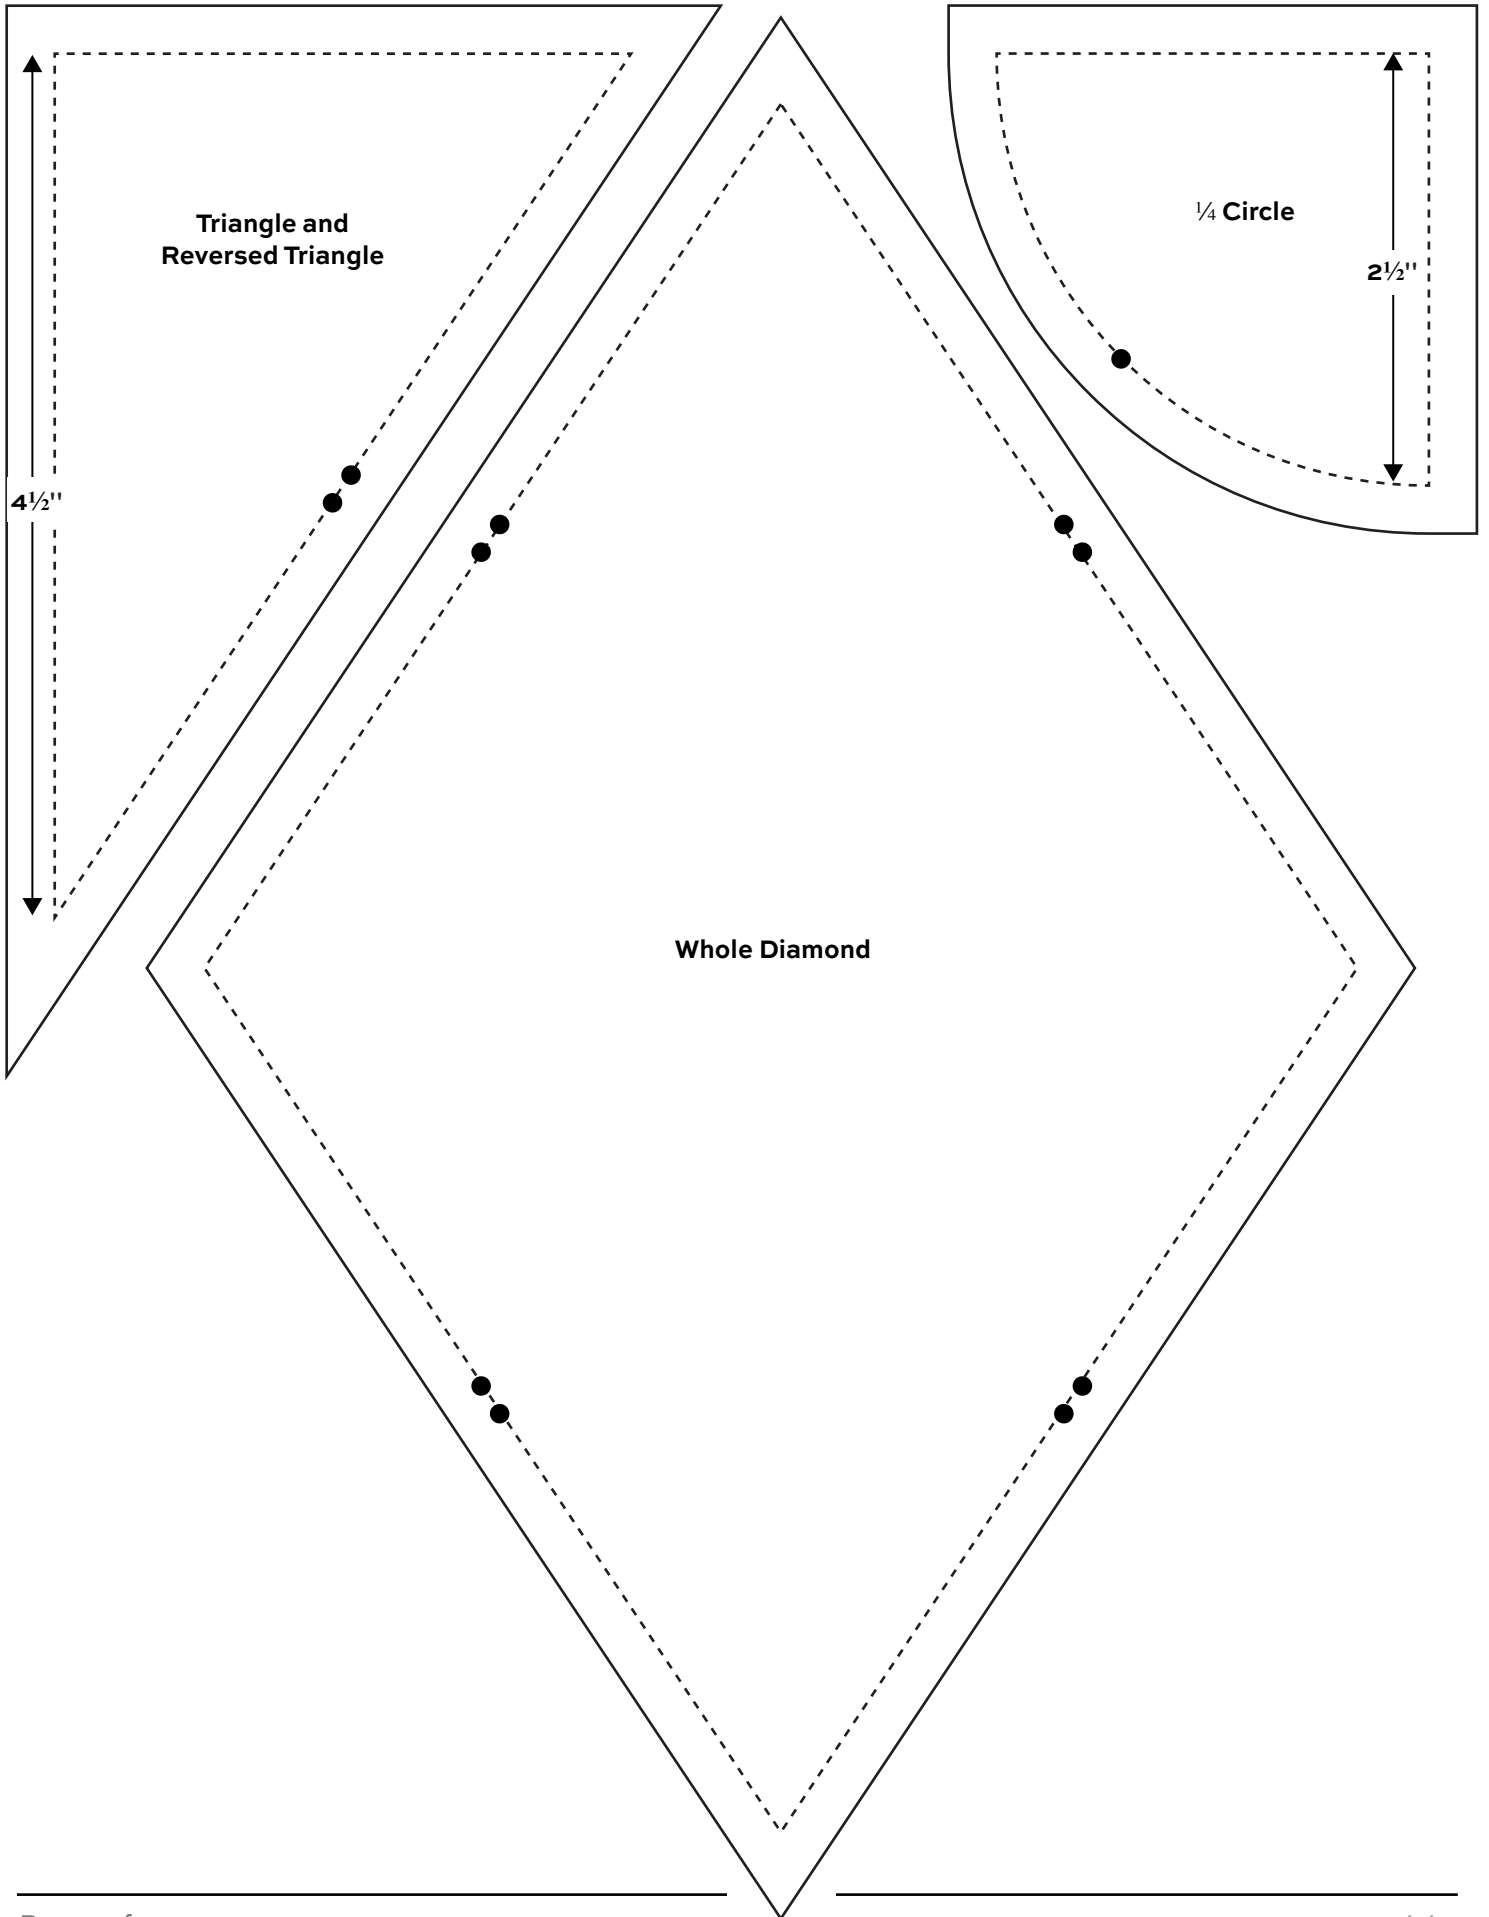 Triangle and
Reversed Triangle
4½"
¼ Circle
2½"
Whole Diamond